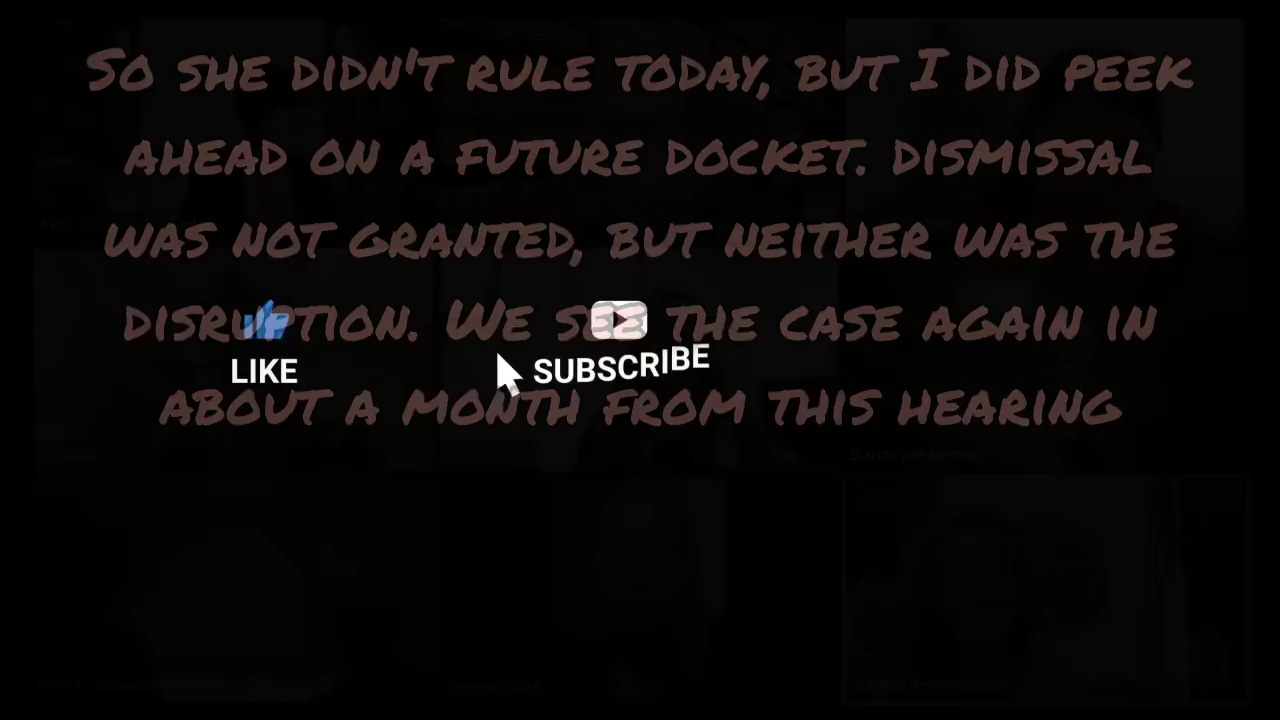 So she didn't rule today, but I did peek
ahead on a future docket. dismissal
was not granted, but neither was the
disruption. We see the case again in
about a month from this hearing
LIKE
SUBSCRIBE